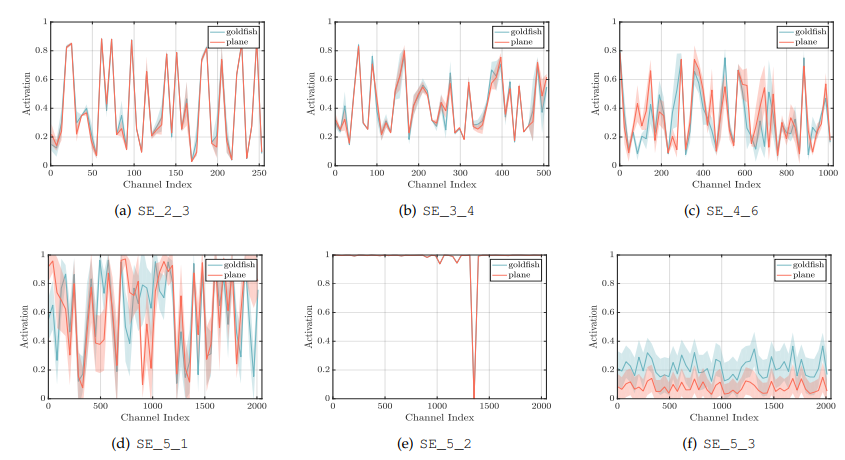 1
0.8
0.6
0.4
0.2
0
Activation
0 50 100 150 200 250
Channel Index
goldfish
plane
(a) SE_2_3
1
0.8
0.6
0.4
0.2
0
Activation
0 100 200 300 400 500
Channel Index
goldfish
plane
(b) SE_3_4
1
0.8
0.6
0.4
0.2
0
Activation
0 200 400 600 800 1000
Channel Index
goldfish
plane
(c) SE_4_6
1
0.8
0.6
0.4
0.2
0
Activation
0 500 1000 1500 2000
Channel Index
goldfish
plane
(d) SE_5_1
1
0.8
0.6
0.4
0.2
0
Activation
0 500 1000 1500 2000
Channel Index
goldfish
plane
(e) SE_5_2
1
0.8
0.6
0.4
0.2
0
Activation
0 500 1000 1500 2000
Channel Index
goldfish
plane
(f) SE_5_3